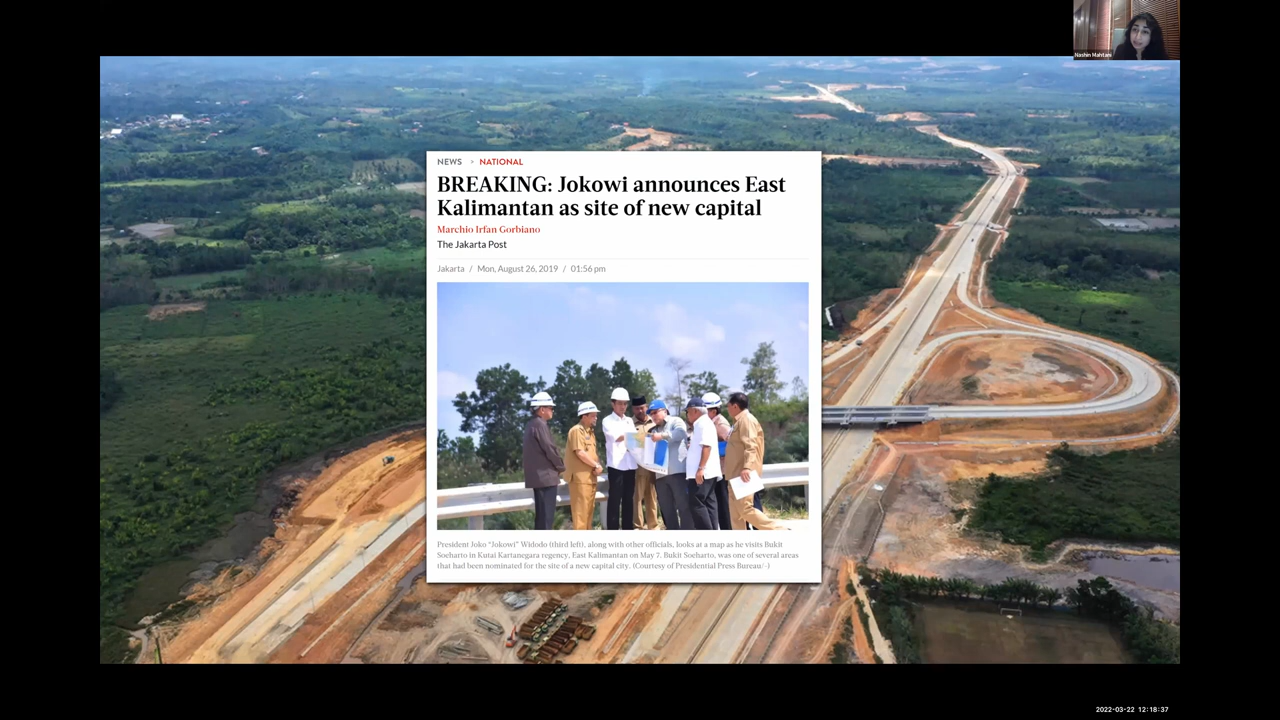 Nashin Mahtani
NEWS > NATIONAL
BREAKING: Jokowi announces East
Kalimantan as site of new capital
Marchio Irfan Gorbiano
The Jakarta Post
Jakarta / Mon, August 26, 2019 / 01:56 pm
President Joko "Jokowi" Widodo (third left), along with other officials, looks at a map as he visits Bukit
Soeharto in Kutai Kartanegara regency, East Kalimantan on May 7. Bukit Soeharto, was one of several areas
that had been nominated for the site of a new capital city. (Courtesy of Presidential Press Bureau/-)
2022-03-22 12:18:37